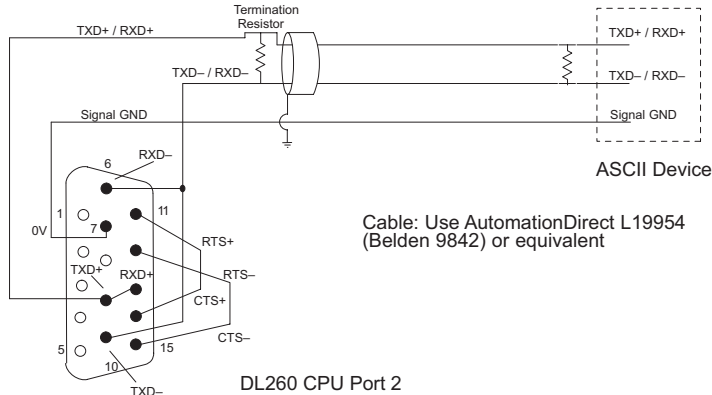 Termination
Resistor
TXD+ / RXD+
TXD+ / RXD+
TXD– / RXD–
TXD– / RXD–
Signal GND
Signal GND
ASCII Device
RXD–
6
1
11
7
0V
RTS+
TXD+
RXD+
RTS–
CTS+
CTS–
5
15
10
TXD–
Cable: Use AutomationDirect L19954
(Belden 9842) or equivalent
DL260 CPU Port 2